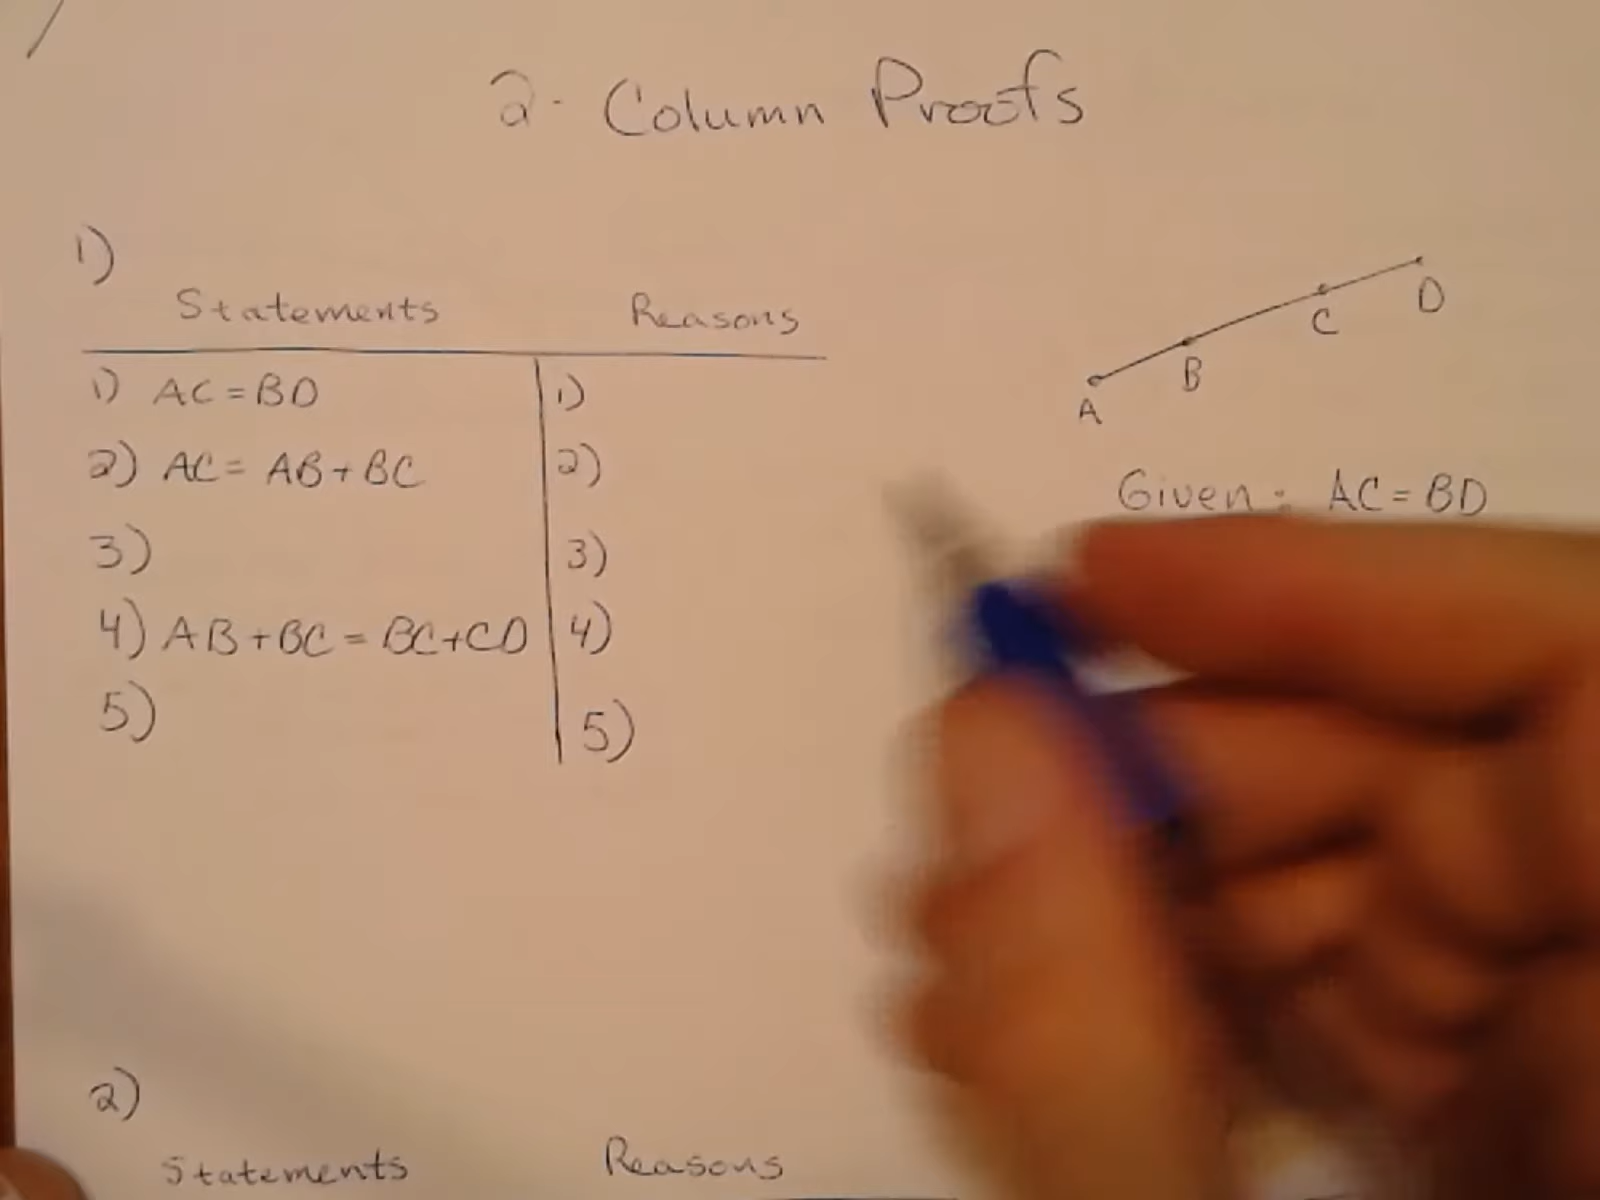 2-Column Proofs
1)
Statements Reasons
1) AC = BD 1)
2) AC = AB + BC 2)
3) 3)
4) AB + BC = BC + CD 4)
5) 5)
A B C D
Given: AC = BD
2)
Statements Reasons